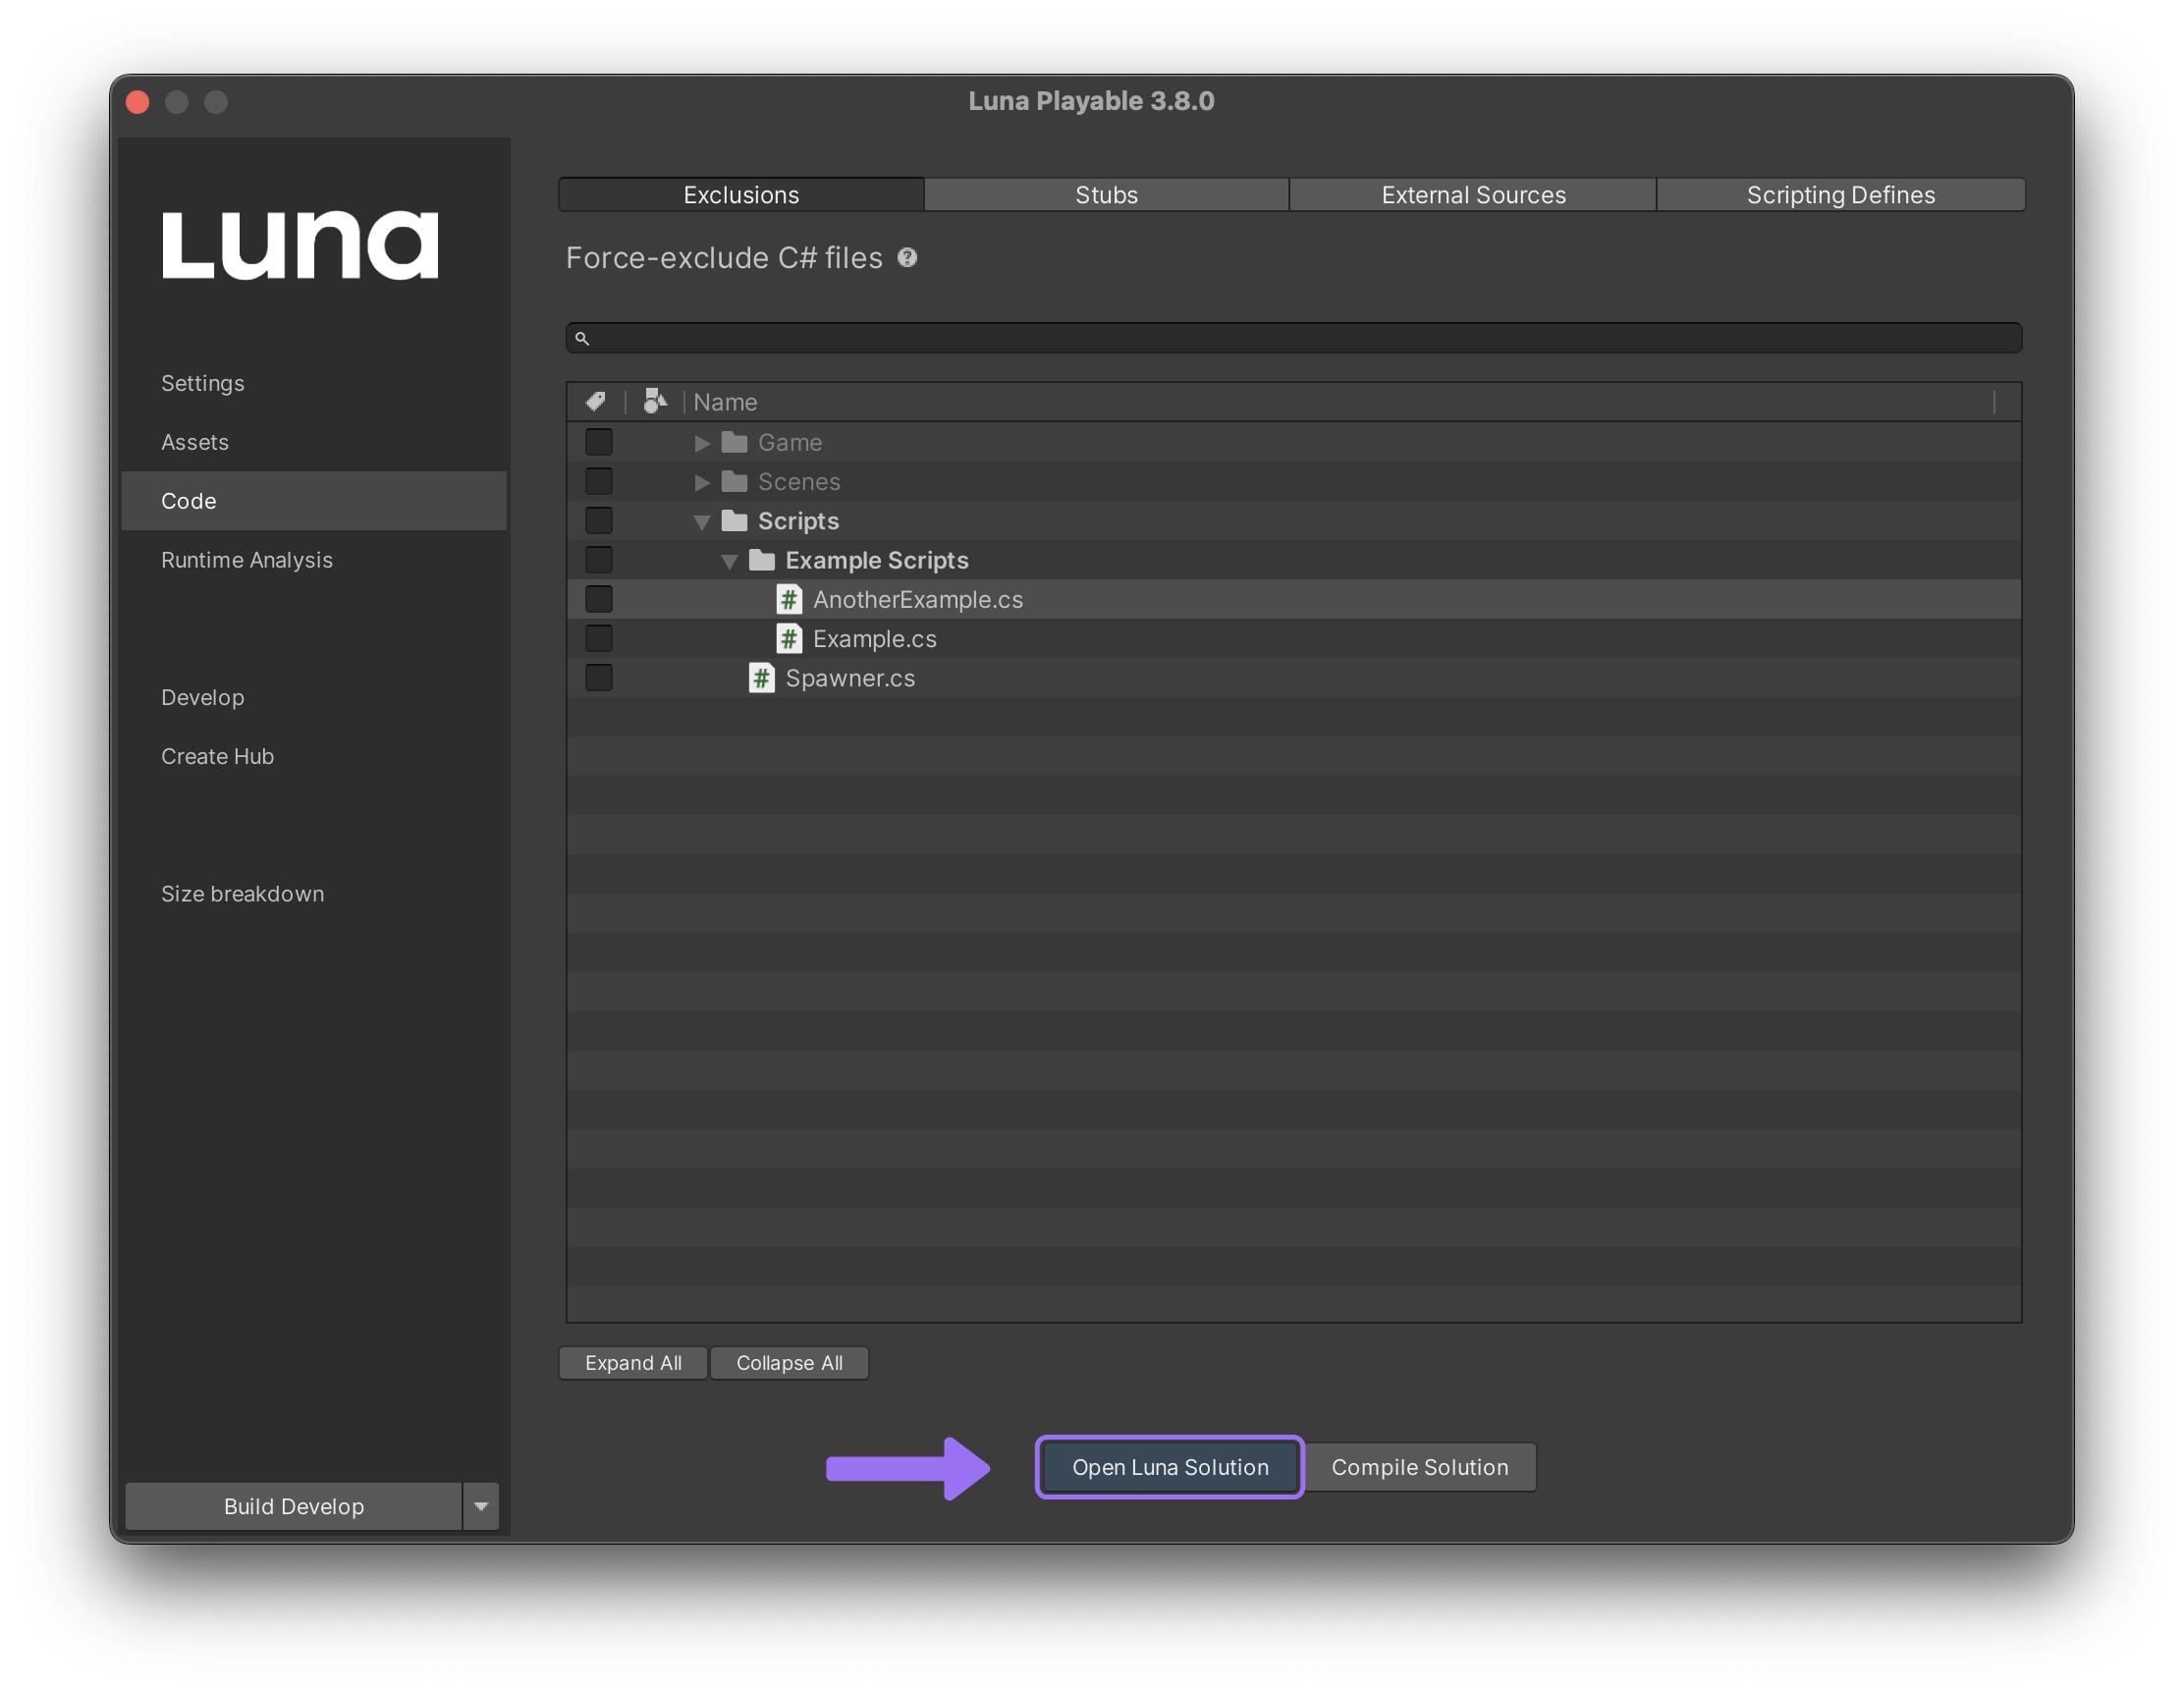 Luna Playable 3.8.0
Luna
Settings
Assets
Code
Runtime Analysis
Develop
Create Hub
Size breakdown
Build Develop
Exclusions Stubs External Sources Scripting Defines
Force-exclude C# files
Name
Game
Scenes
Scripts
Example Scripts
AnotherExample.cs
Example.cs
Spawner.cs
Expand All Collapse All
Open Luna Solution Compile Solution